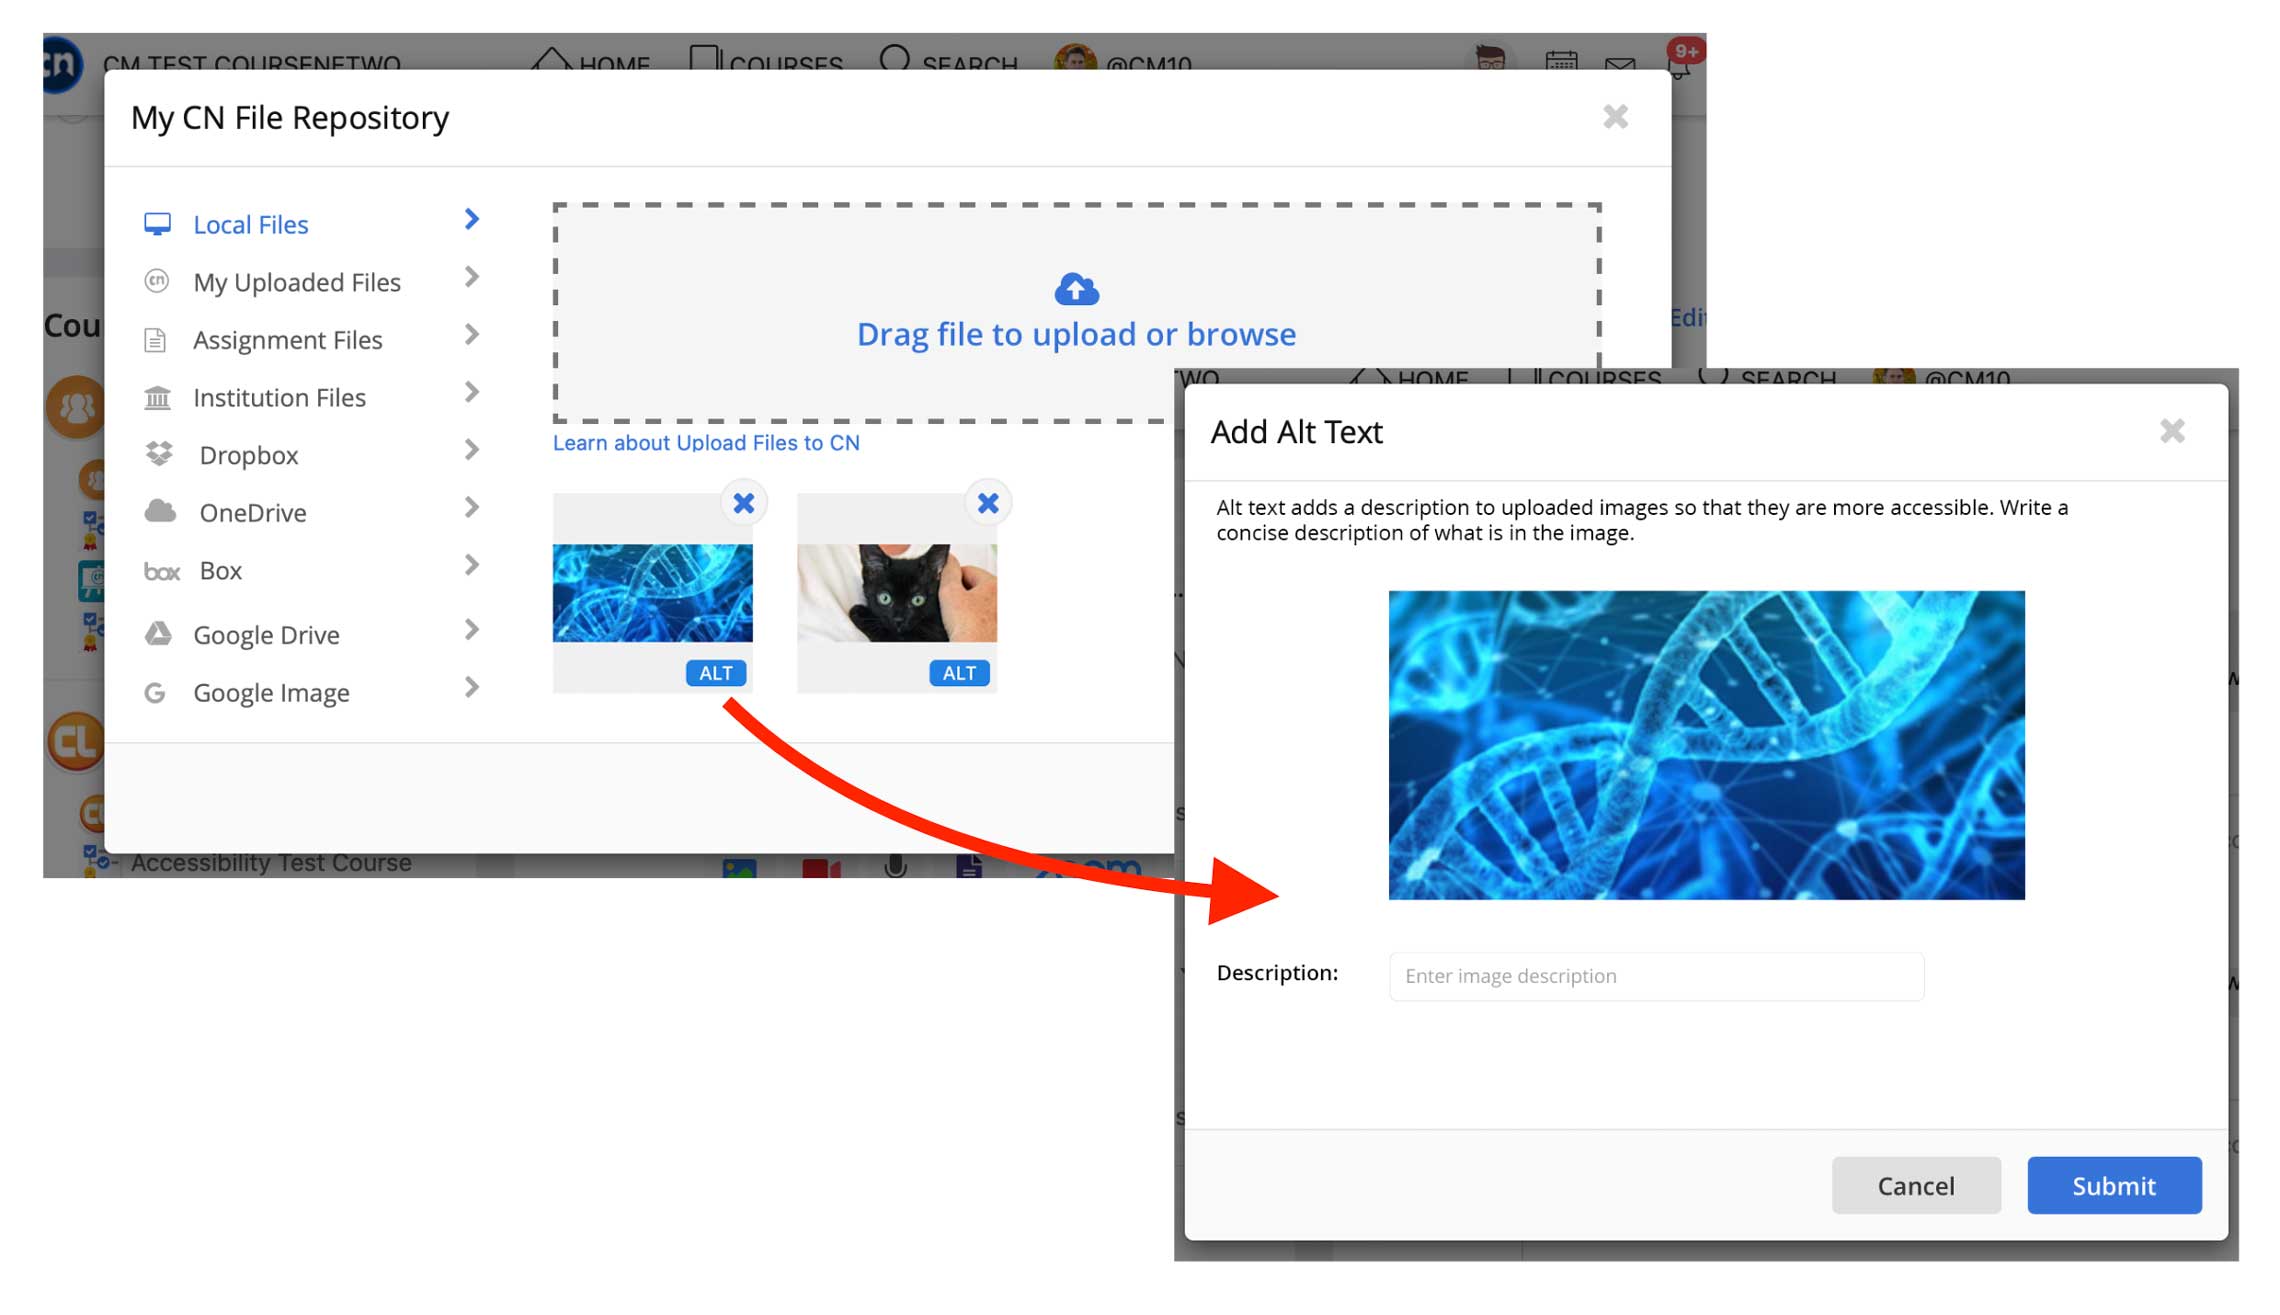 cn
CM TEST COURSENETWO
HOME
COURSES
SEARCH
@CM10
9+
My CN File Repository
Local Files
cn
My Uploaded Files
Assignment Files
Institution Files
Dropbox
OneDrive
box
Box
Google Drive
G
Google Image
Drag file to upload or browse
Learn about Upload Files to CN
ALT
ALT
Cou
Edit
CL
Accessibility Test Course
TWO
HOME
COURSES
SEARCH
@CM10
Add Alt Text
Alt text adds a description to uploaded images so that they are more accessible. Write a
concise description of what is in the image.
Description:
Enter image description
Cancel
Submit